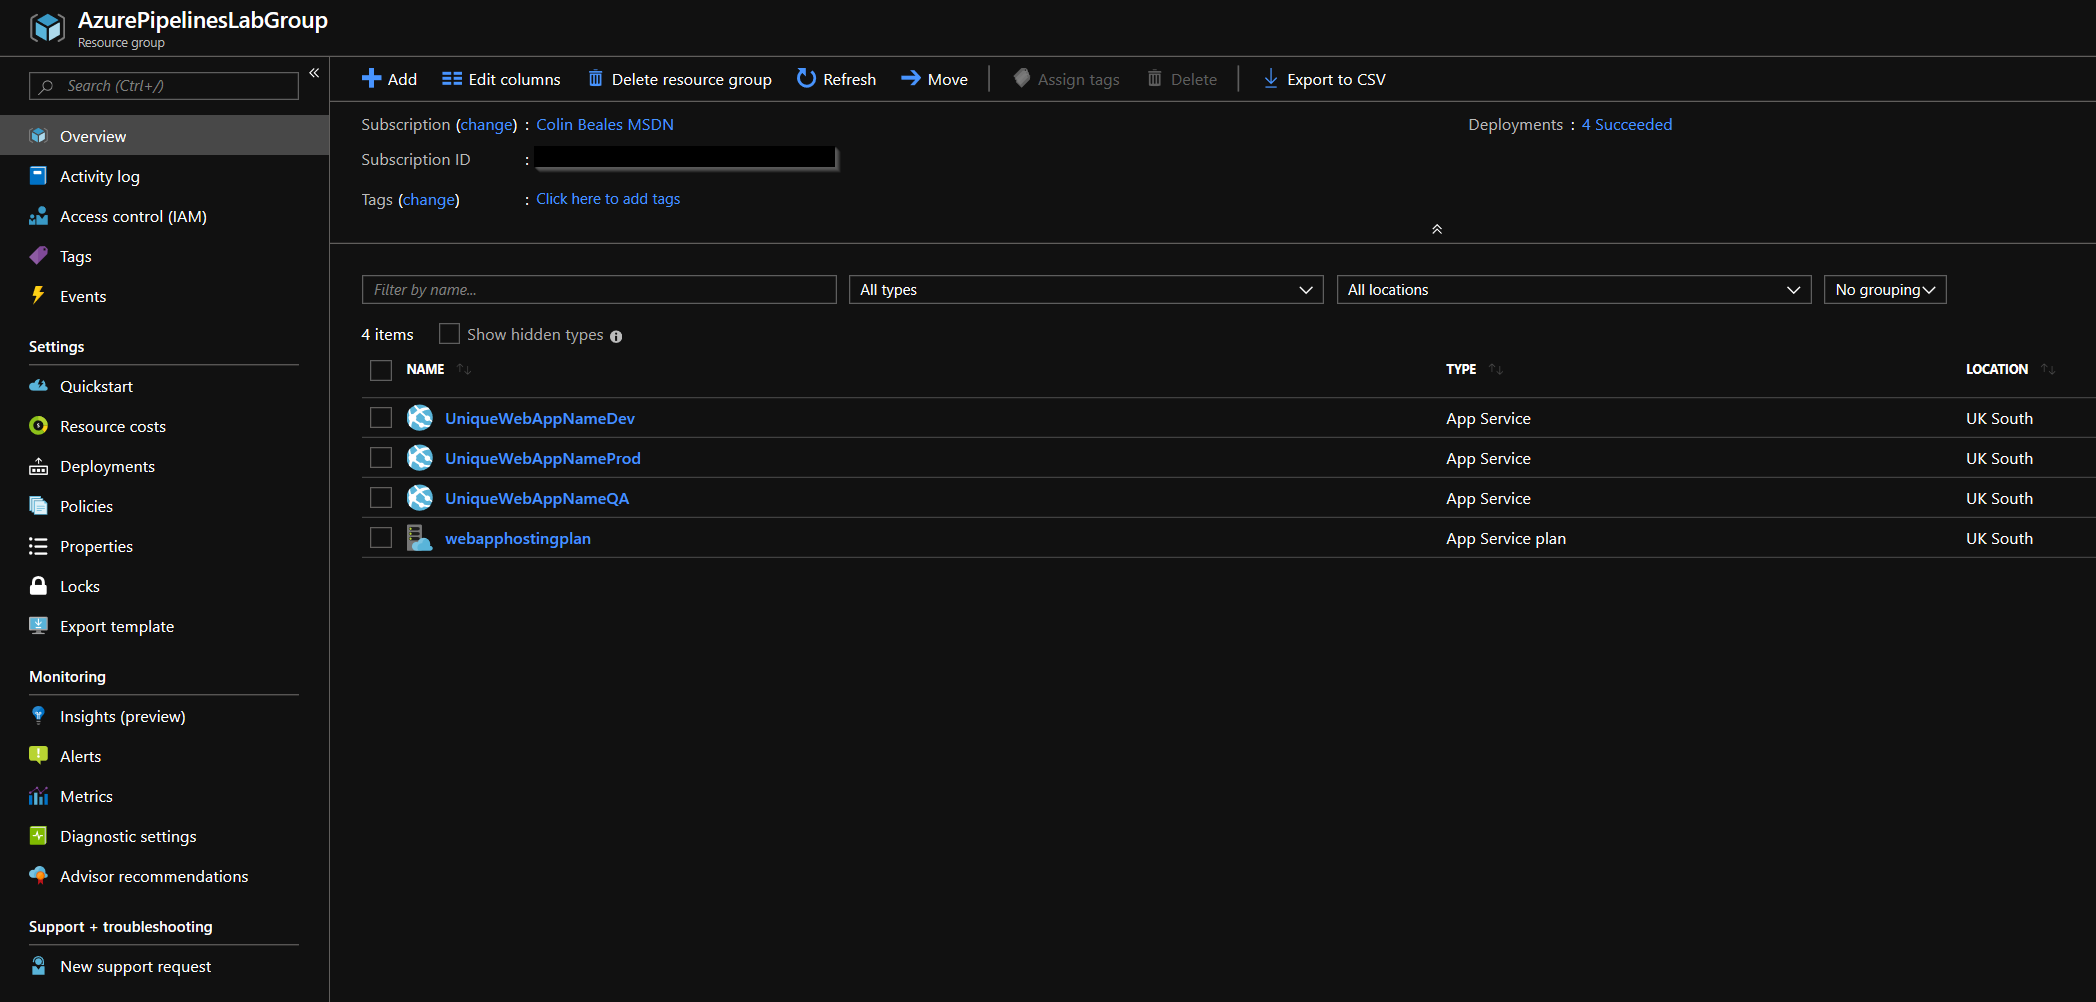 AzurePipelinesLabGroup
Resource group
Search (Ctrl+/)
«
Overview
Activity log
Access control (IAM)
Tags
Events
Settings
Quickstart
Resource costs
Deployments
Policies
Properties
Locks
Export template
Monitoring
Insights (preview)
Alerts
Metrics
Diagnostic settings
Advisor recommendations
Support + troubleshooting
New support request
Add Edit columns Delete resource group Refresh Move Assign tags Delete Export to CSV
Subscription (change) : Colin Beales MSDN Deployments : 4 Succeeded
Subscription ID :
Tags (change) : Click here to add tags
Filter by name... All types All locations No grouping
4 items Show hidden types
NAME TYPE LOCATION
UniqueWebAppNameDev App Service UK South
UniqueWebAppNameProd App Service UK South
UniqueWebAppNameQA App Service UK South
webapphostingplan App Service plan UK South